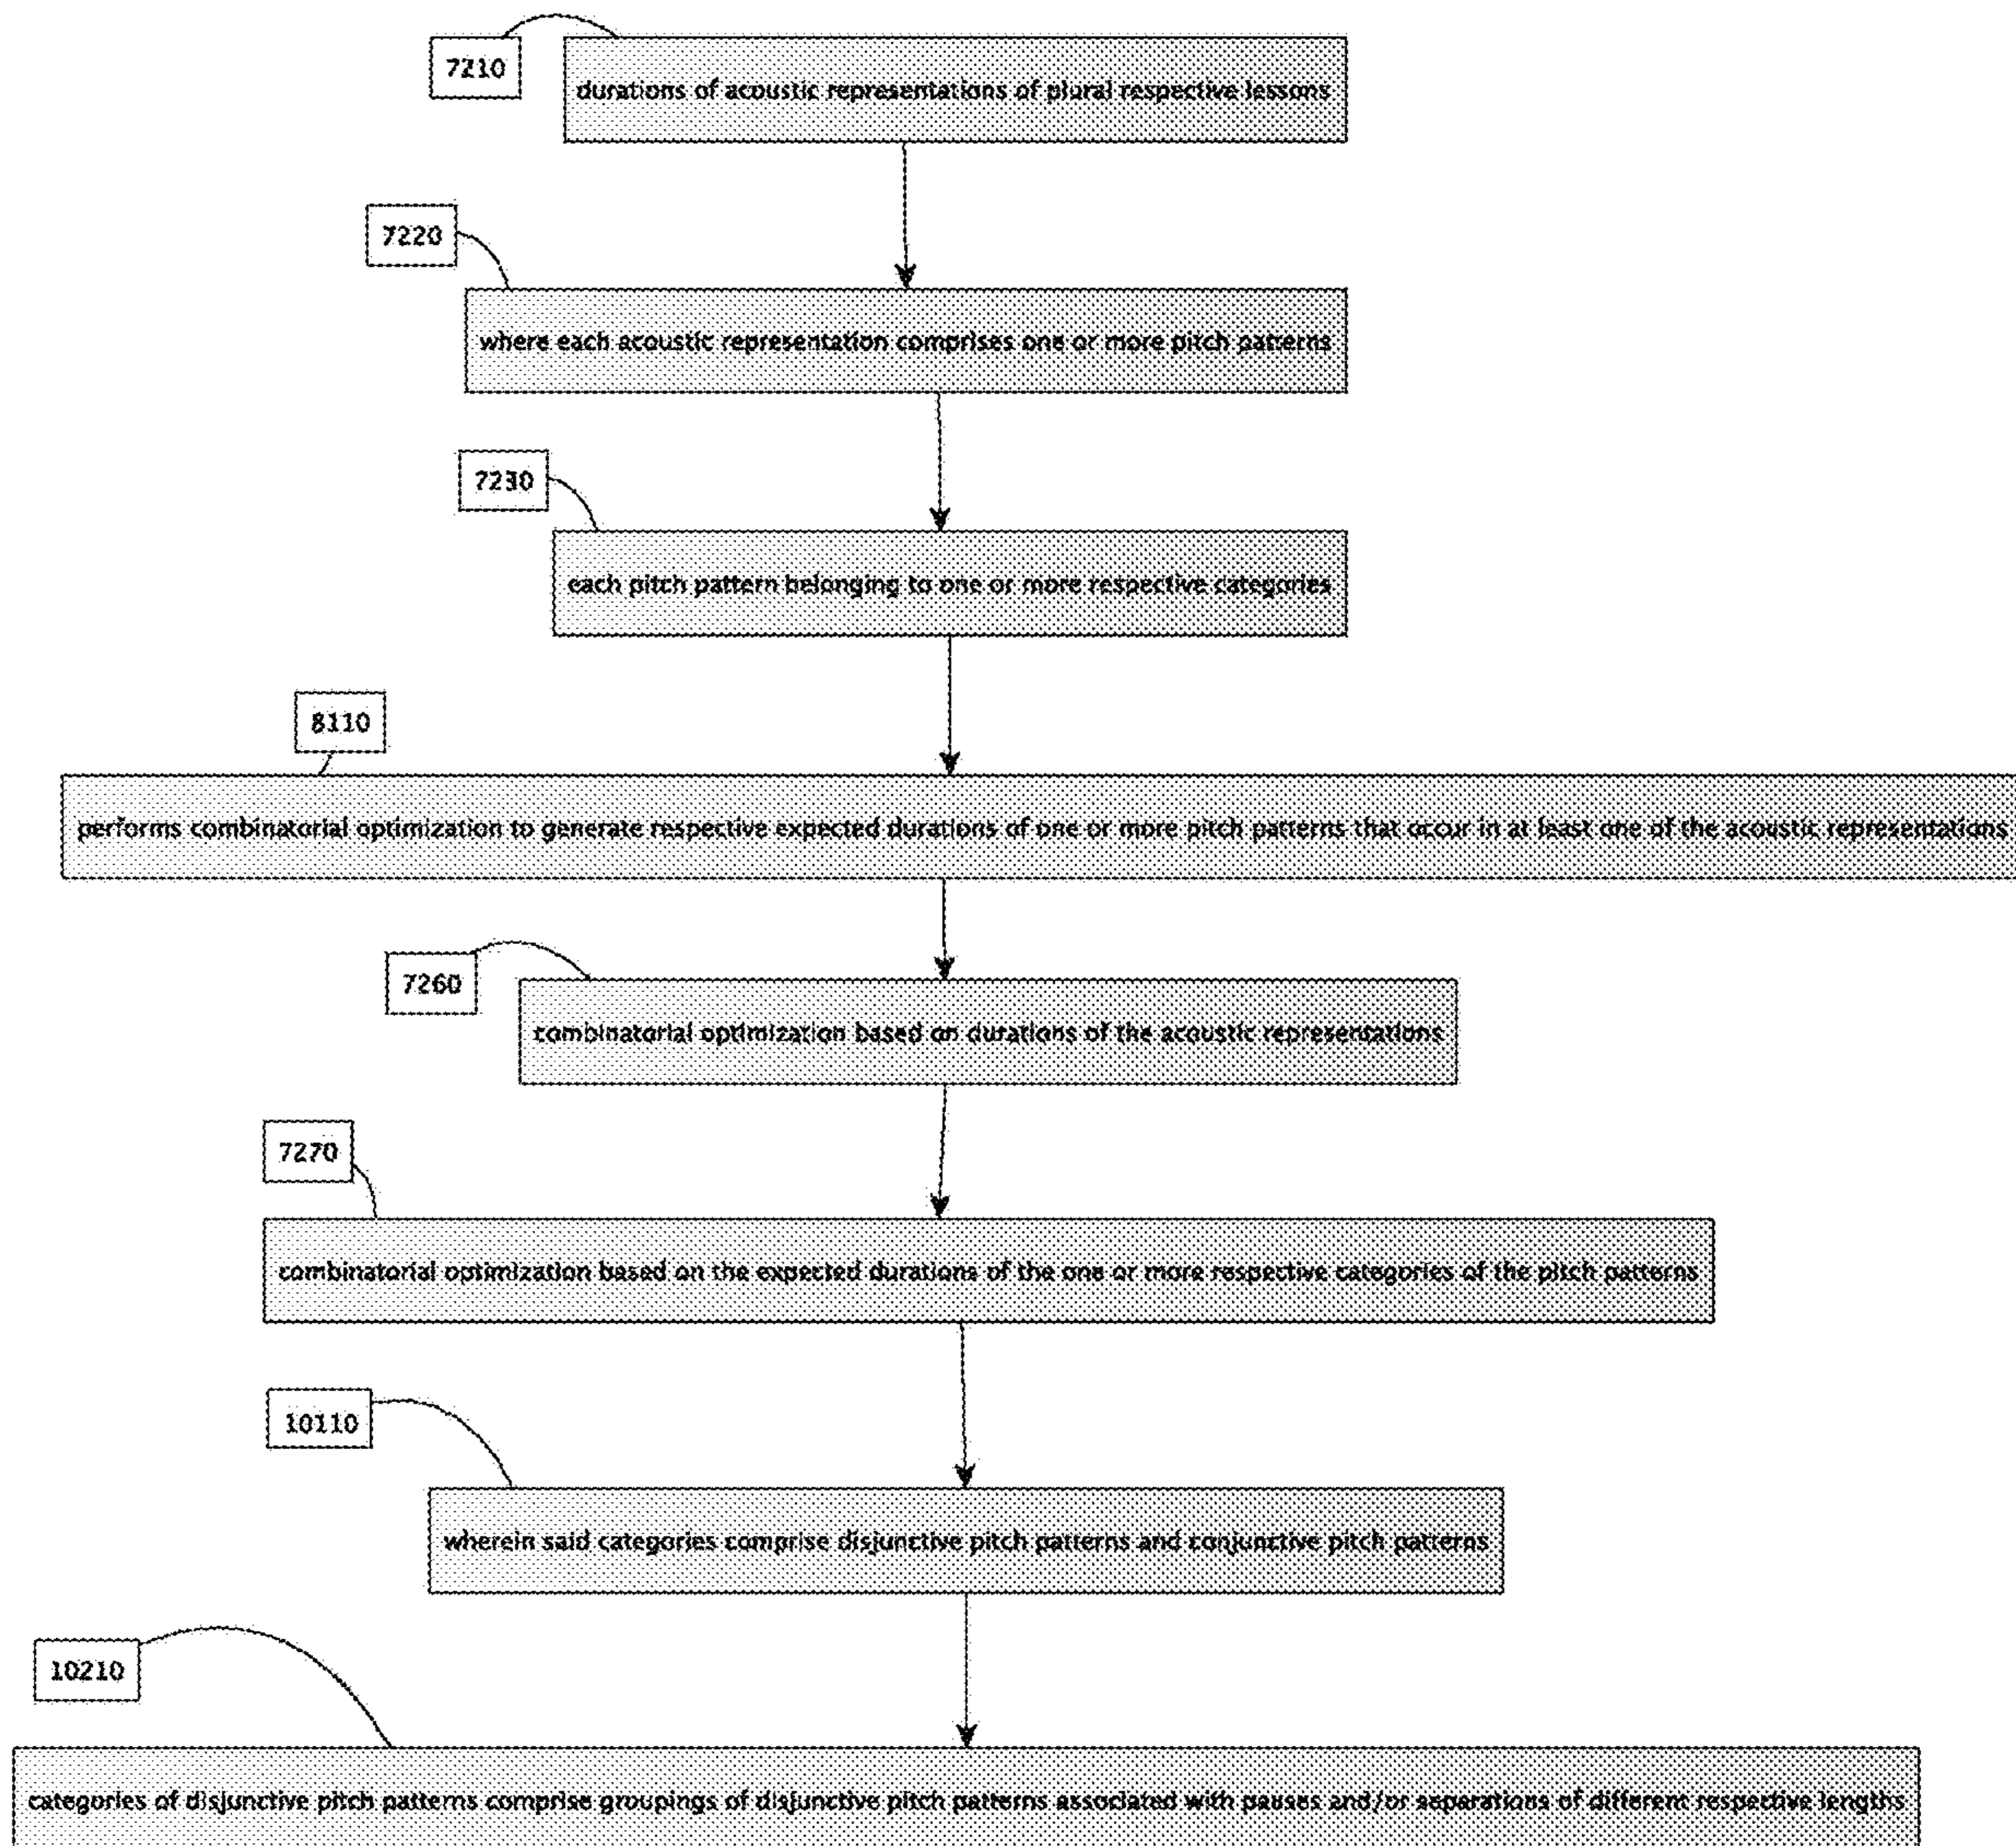 7210
durations of acoustic representations of plural respective lessons
7220
where each acoustic representation comprises one or more pitch patterns
7230
each pitch pattern belonging to one or more respective categories
8110
performs combinatorial optimization to generate respective expected durations of one or more pitch patterns that occur in at least one of the acoustic representations
7260
combinatorial optimization based on durations of the acoustic representations
7270
combinatorial optimization based on the expected durations of the one or more respective categories of the pitch patterns
10110
wherein said categories comprise disjunctive pitch patterns and conjunctive pitch patterns
10210
categories of disjunctive pitch patterns comprise groupings of disjunctive pitch patterns associated with pauses and/or separations of different respective lengths